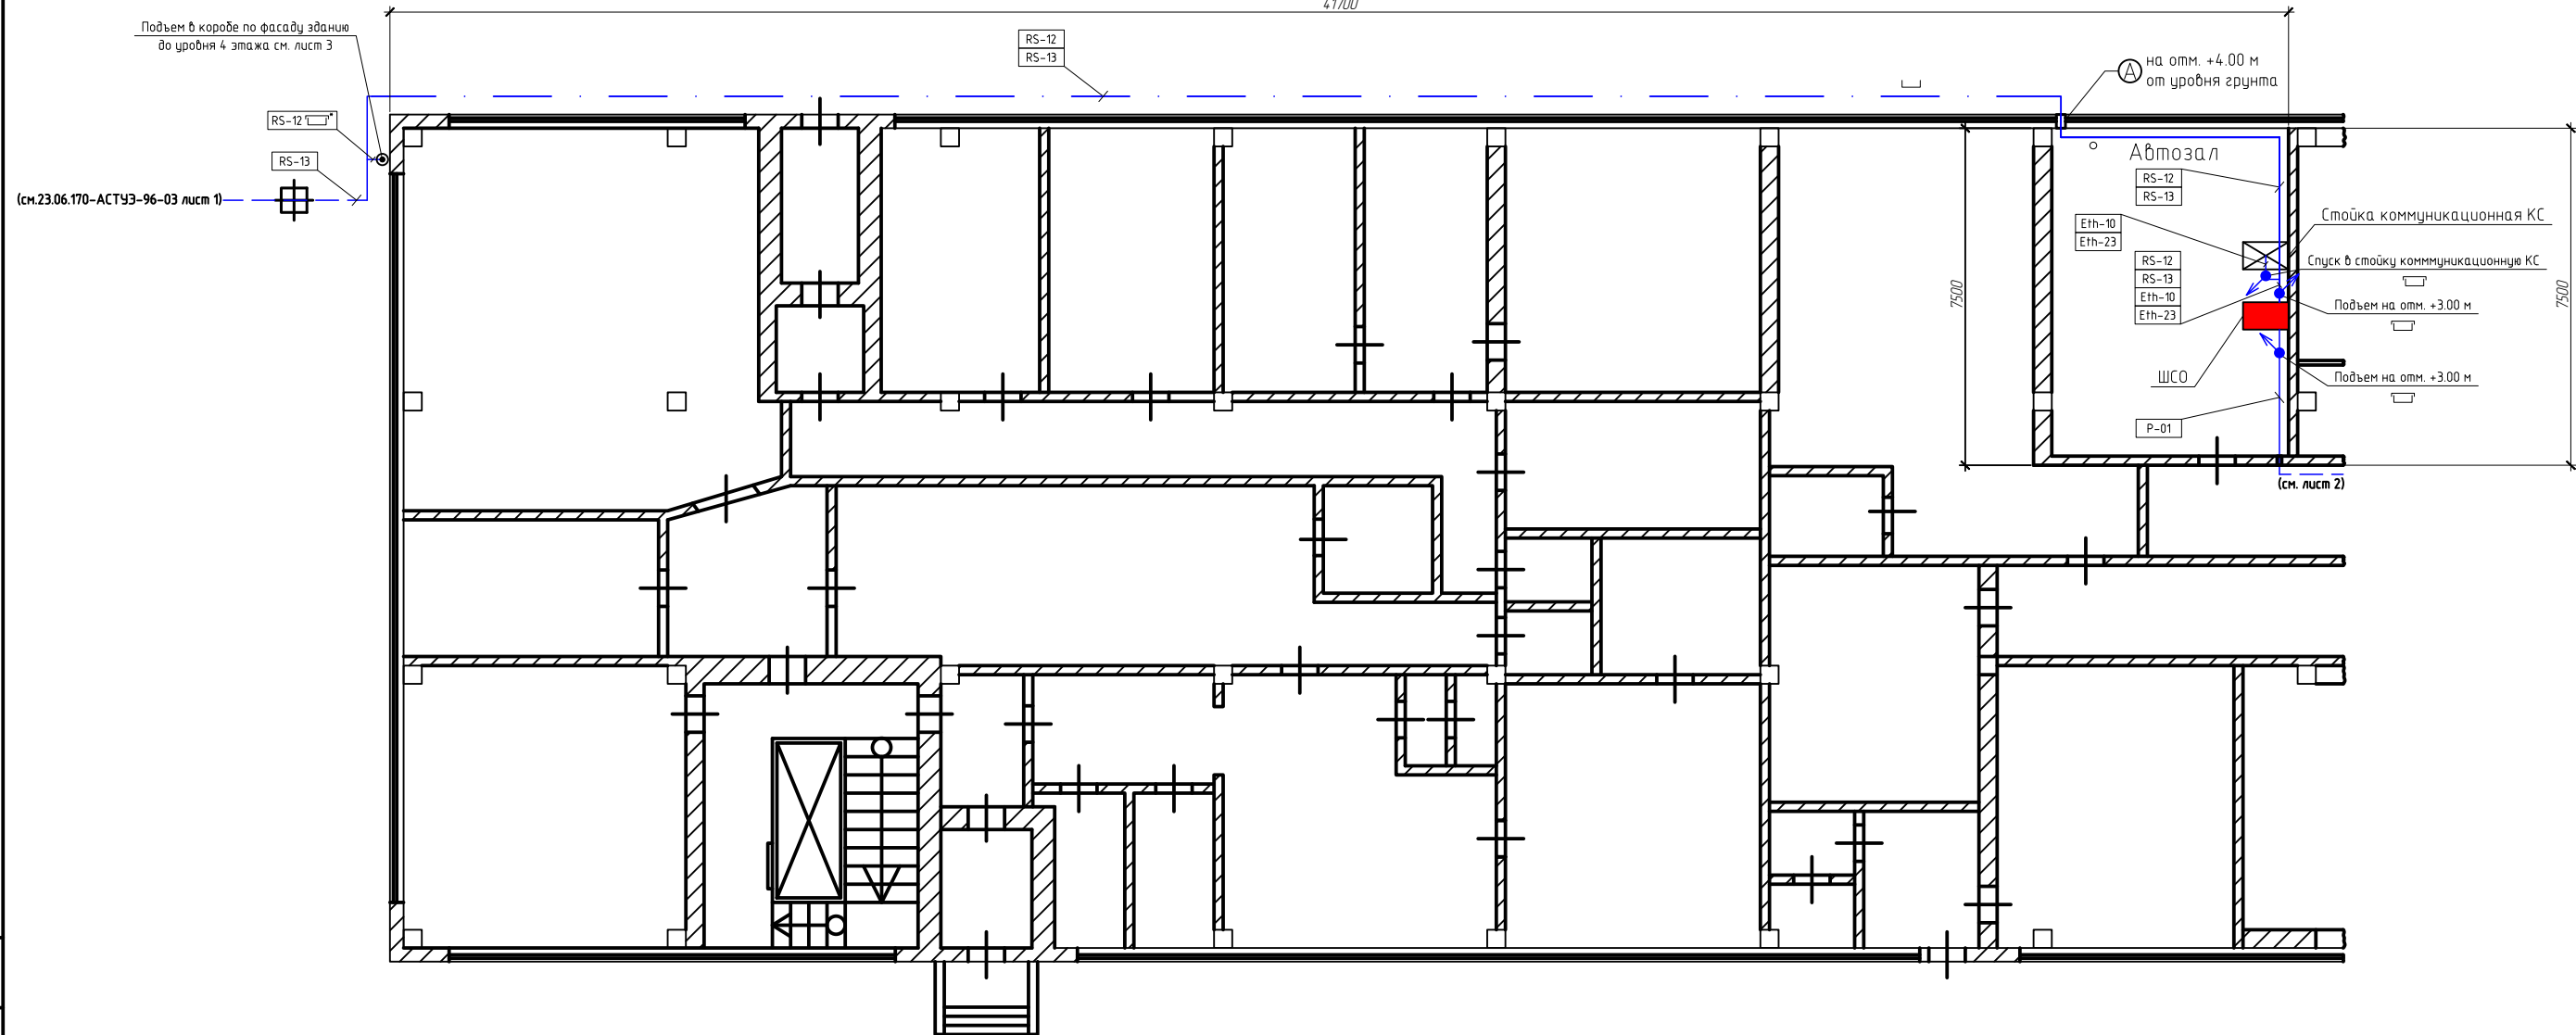 41700
Подъем в коробе по фасаду зданию
до уровня 4 этажа см. лист 3
RS-12
RS-13
А
на отм. +4.00 м
от уровня грунта
RS-12
RS-13
(см.23.06.170-АСТУЭ-96-03 лист 1)
Автозал
RS-12
RS-13
Eth-10
Eth-23
Стойка коммуникационная КС
RS-12
RS-13
Eth-10
Eth-23
Спуск в стойку комммуникационную КС
7500
7500
Подъем на отм. +3.00 м
ШСО
Подъем на отм. +3.00 м
P-01
(см. лист 2)